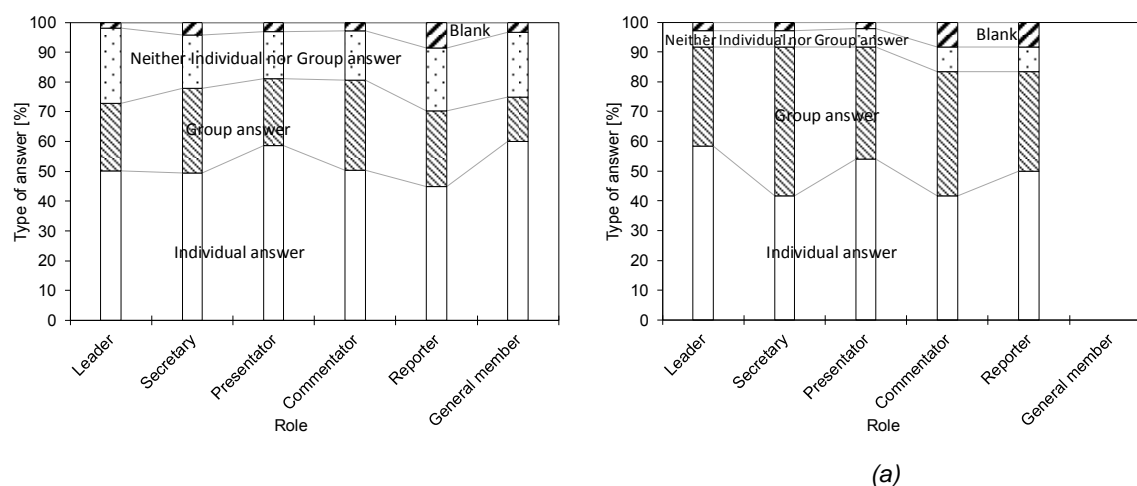 100
90
80
70
60
50
40
30
20
10
0
Type of answer [%]
Blank
Neither Individual nor Group answer
Group answer
Individual answer
Leader
Secretary
Presentator
Commentator
Reporter
General member
Role
100
90
80
70
60
50
40
30
20
10
0
Type of answer [%]
Blank
Neither Individual nor Group answer
Group answer
Individual answer
Leader
Secretary
Presentator
Commentator
Reporter
General member
Role
(a)